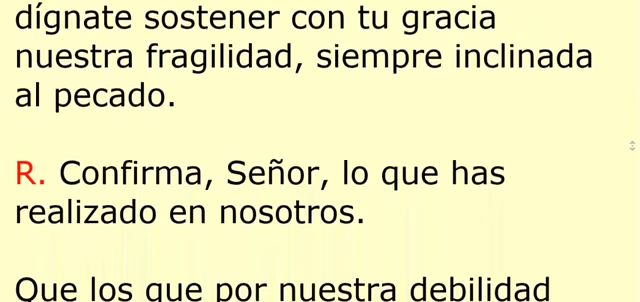 dígnate sostener con tu gracia
nuestra fragilidad, siempre inclinada
al pecado.
R. Confirma, Señor, lo que has
realizado en nosotros.
Que los que por nuestra debilidad